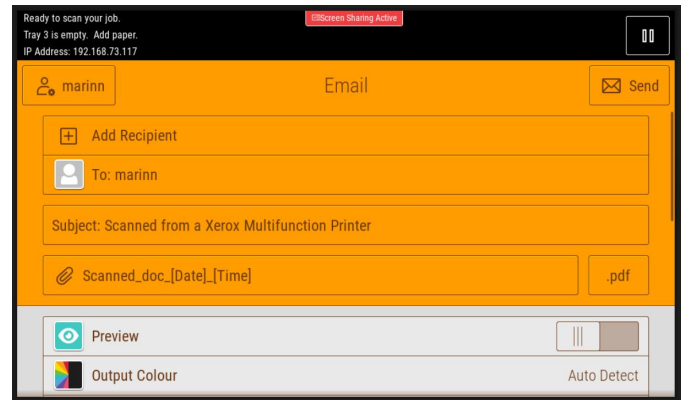 Ready to scan your job.
Screen Sharing Active
Tray 3 is empty. Add paper.
IP Address: 192.168.73.117
marinn
Email
Send
Add Recipient
To: marinn
Subject: Scanned from a Xerox Multifunction Printer
Scanned_doc_[Date]_[Time]
.pdf
Preview
Output Colour
Auto Detect